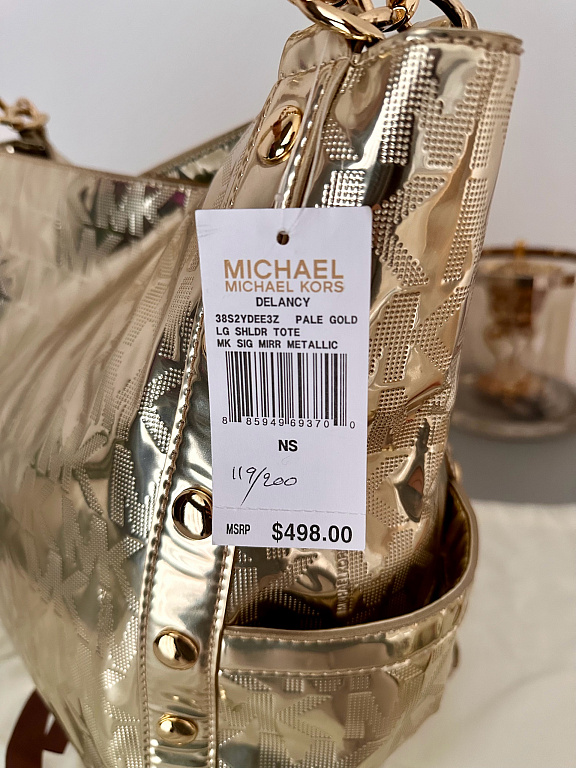 MICHAEL
MICHAEL KORS
DELANCY
38S2YDEE3Z PALE GOLD
LG SHLDR TOTE
MK SIG MIRR METALLIC
8 85949 69370 0
NS
119/200
MSRP $498.00